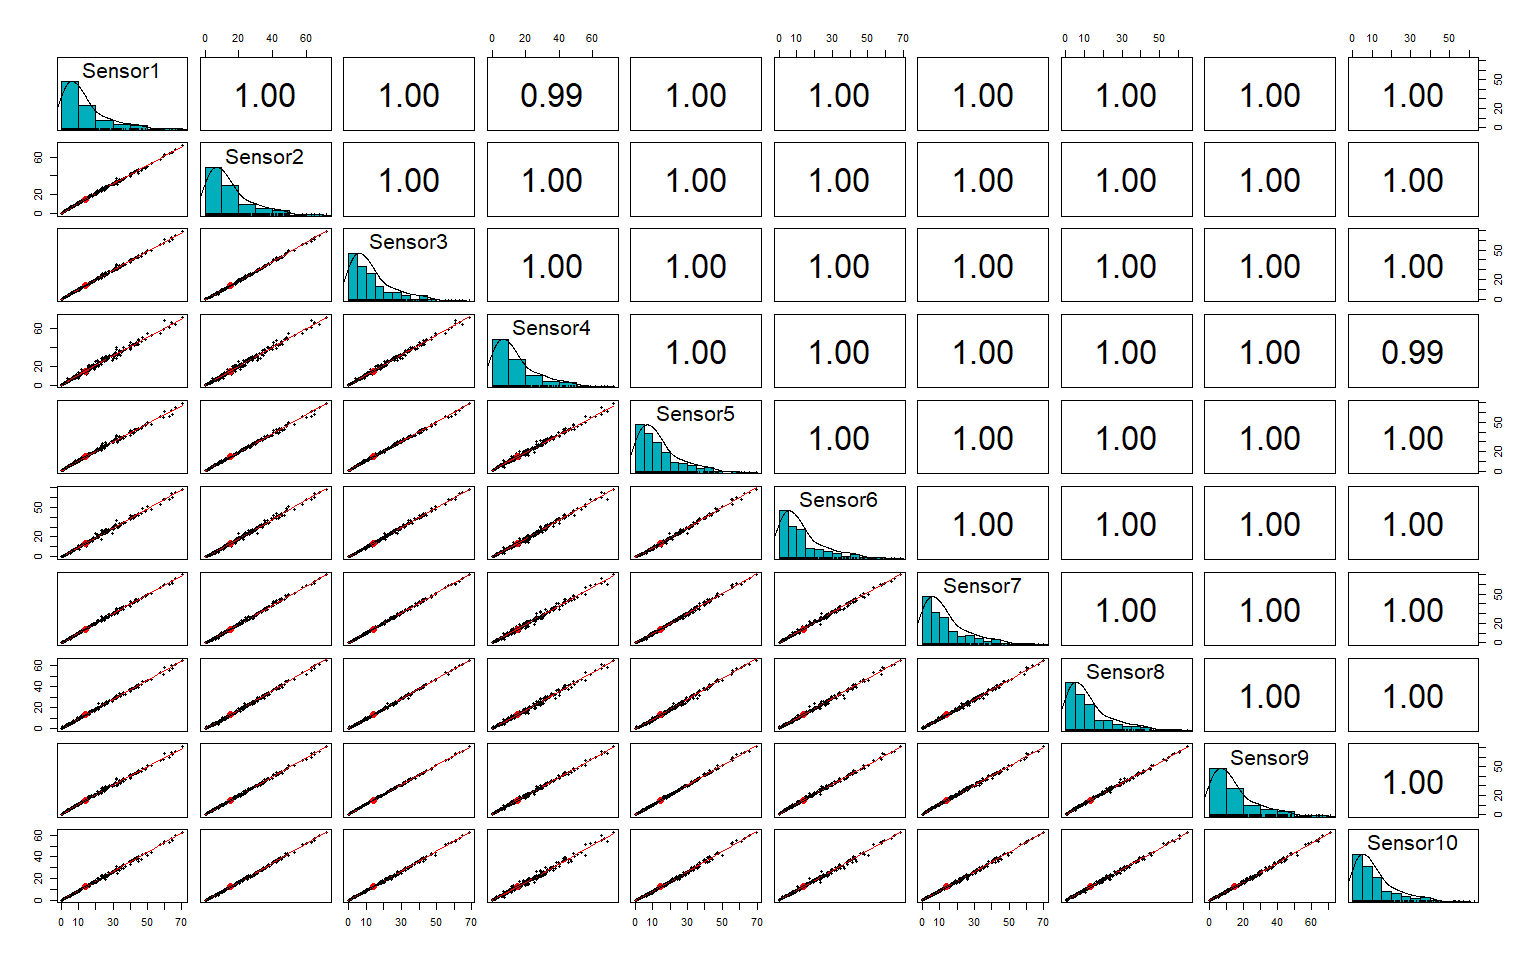 0 20 40 60 0 20 40 60 0 10 30 50 70 0 10 30 50 0 10 30 50
Sensor1 1.00 1.00 0.99 1.00 1.00 1.00 1.00 1.00 1.00 0 20 50
0 20 60 Sensor2 1.00 1.00 1.00 1.00 1.00 1.00 1.00 1.00
Sensor3 1.00 1.00 1.00 1.00 1.00 1.00 1.00 0 20 50
0 20 60 Sensor4 1.00 1.00 1.00 1.00 1.00 0.99
Sensor5 1.00 1.00 1.00 1.00 1.00 0 20 50
0 20 50 Sensor6 1.00 1.00 1.00 1.00
Sensor7 1.00 1.00 1.00 0 20 50
0 20 40 60 Sensor8 1.00 1.00
Sensor9 1.00 0 20 50
0 20 40 60 Sensor10
0 10 30 50 70 0 10 30 50 0 10 30 50 70 0 10 30 50 70 0 20 40 60